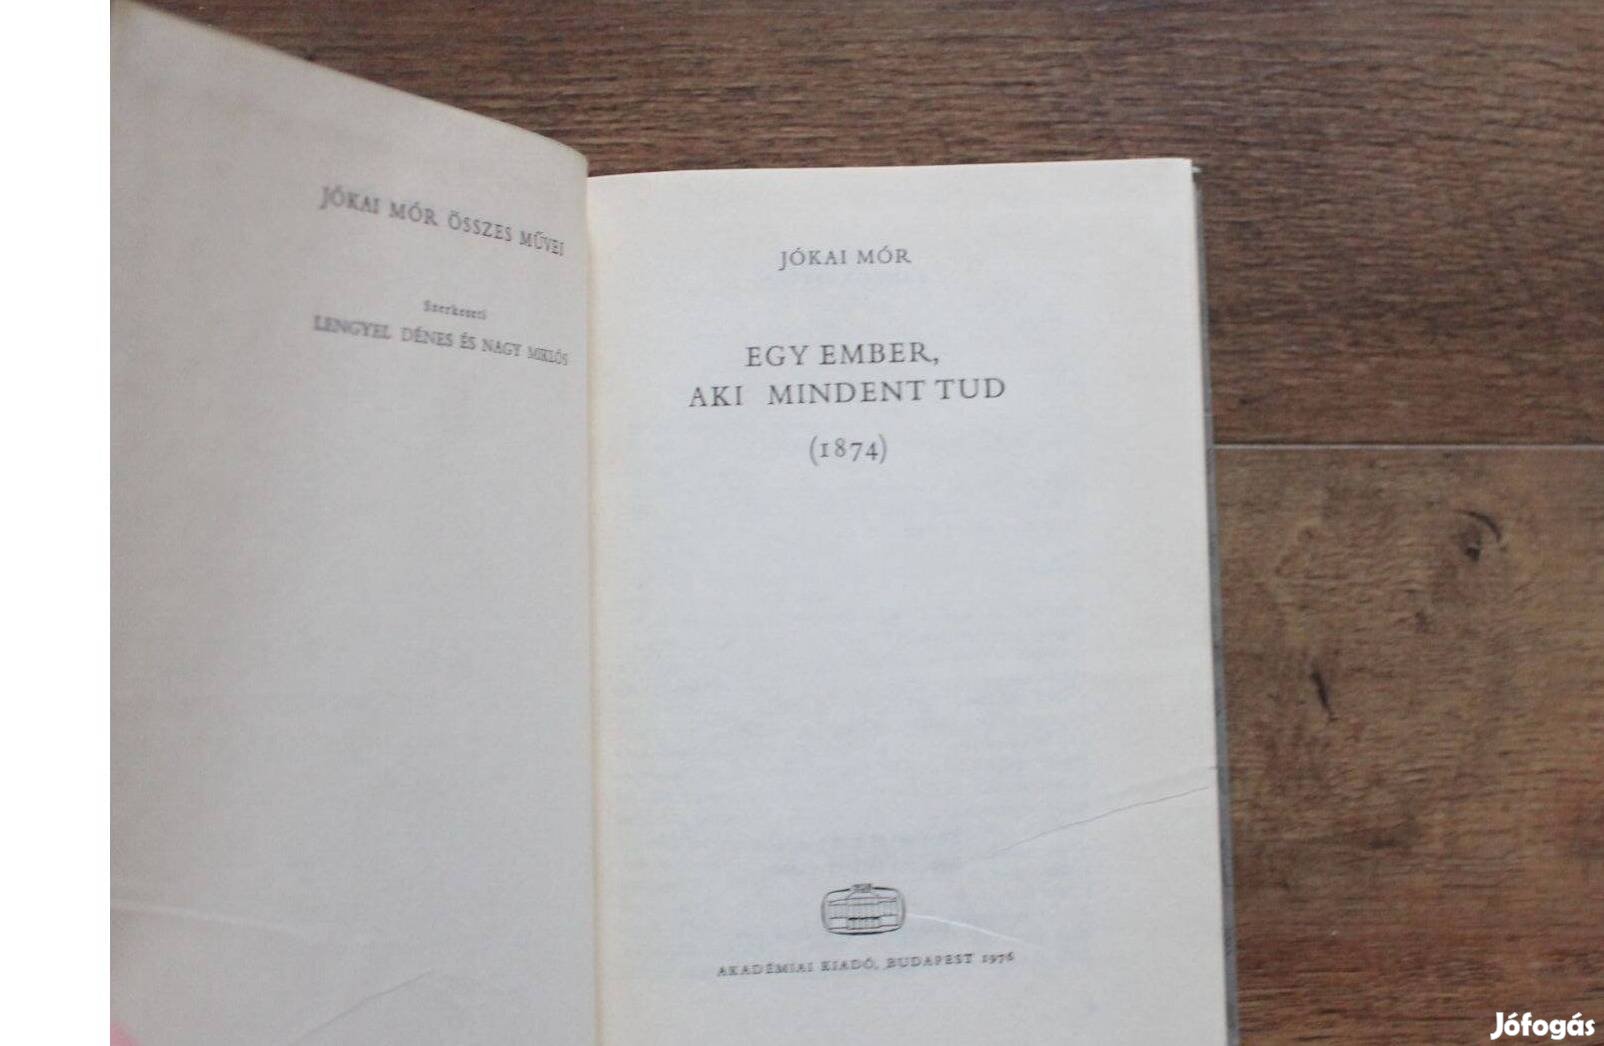 JÓKAI MÓR ÖSSZES MŰVEI
Szerkeszti
LENGYEL DÉNES ÉS NAGY MIKLÓS
JÓKAI MÓR
EGY EMBER,
AKI MINDENT TUD
(1874)
AKADÉMIAI KIADÓ, BUDAPEST 1976
Jófogás